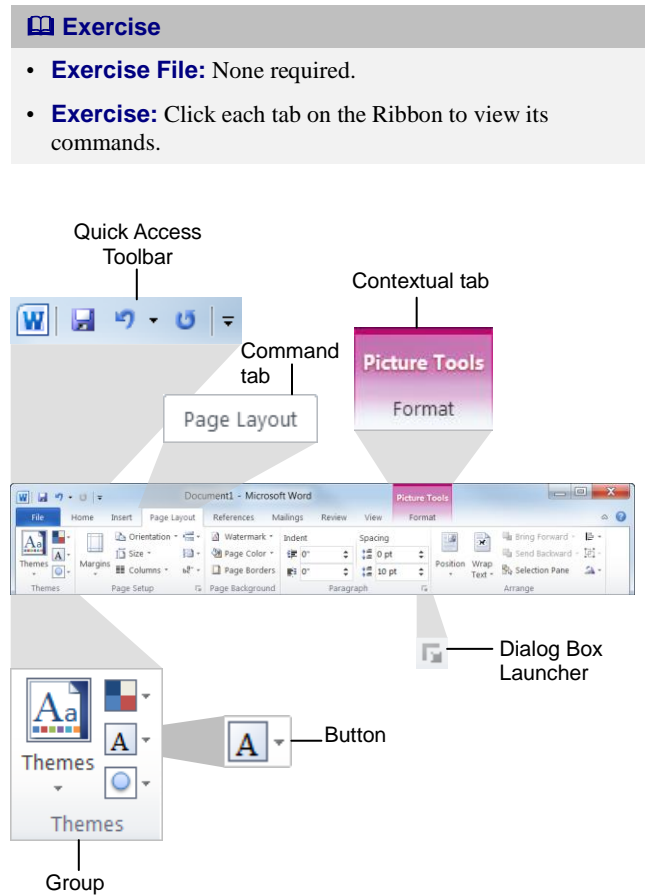 Exercise
• Exercise File: None required.
• Exercise: Click each tab on the Ribbon to view its
commands.
Quick Access
Toolbar
Contextual tab
W
Command
tab
Picture Tools
Format
Page Layout
W Document1 - Microsoft Word Picture Tools
File Home Insert Page Layout References Mailings Review View Format
Aa Themes A Margins Orientation Size Columns Watermark Page Color Page Borders Indent 0" 0" Spacing 0 pt 10 pt Position Wrap Text Bring Forward Send Backward Selection Pane
Themes Page Setup Page Background Paragraph Arrange
Dialog Box
Launcher
Aa
A
Themes
Themes
A
Button
Group